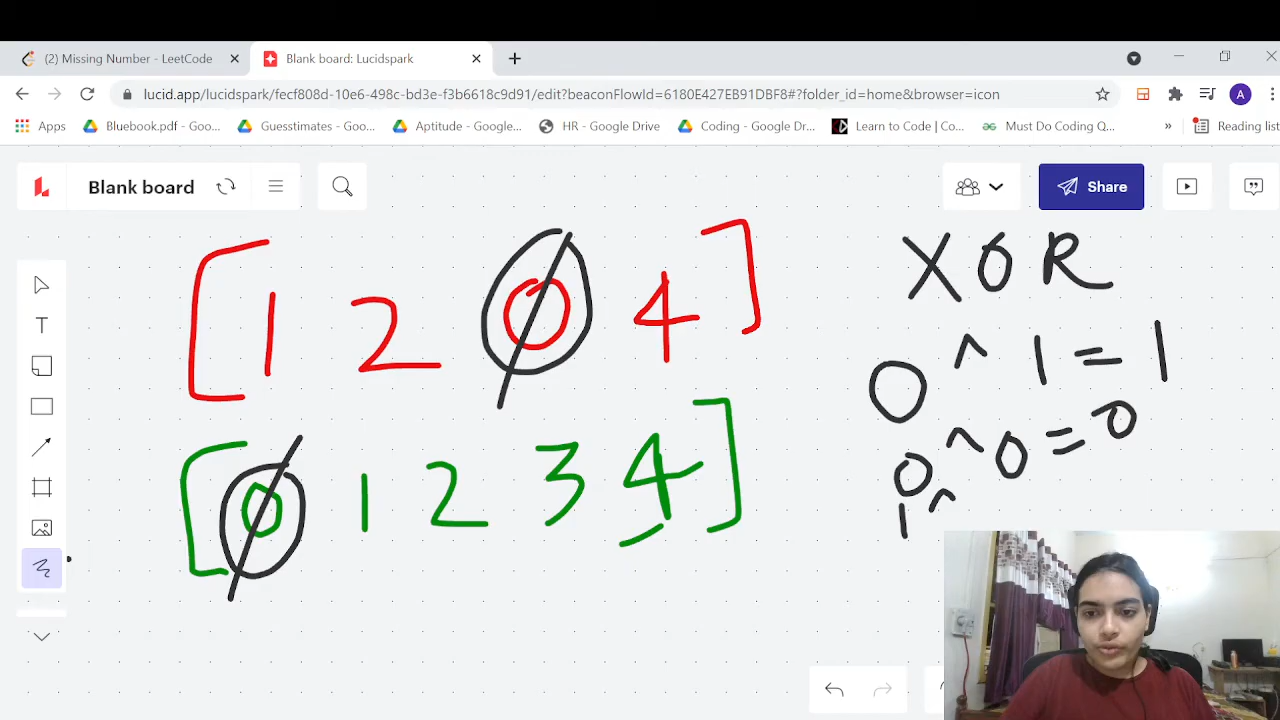 (2) Missing Number - LeetCode
Blank board: Lucidspark
lucid.app/lucidspark/fecf808d-10e6-498c-bd3e-f3b6618c9d91/edit?beaconFlowId=6180E427EB91DBF8#?folder_id=home&browser=icon
A
Apps
Bluebook.pdf - Goo...
Guesstimates - Goo...
Aptitude - Google...
HR - Google Drive
Coding - Google Dr...
Learn to Code | Co...
Must Do Coding Q...
»
Reading list
Blank board
Share
T
[ 1 2 0 4 ]
[ 0 1 2 3 4 ]
XOR
0 ^ 1 = 1
0 ^ 0 = 0
1 ^